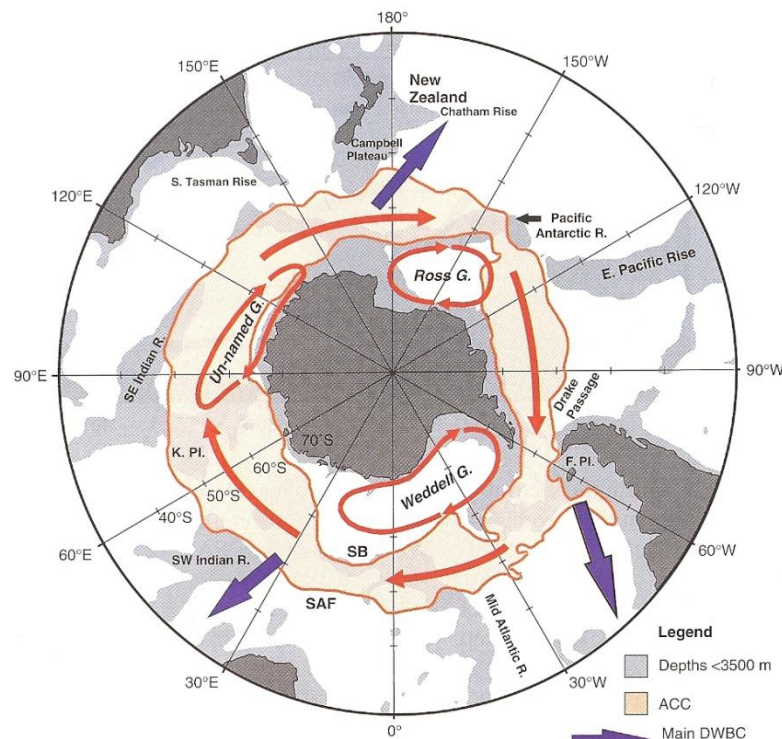 180°
150°E
150°W
New
Zealand
Chatham Rise
Campbell
Plateau
S. Tasman Rise
120°E
120°W
Pacific
Antarctic R.
E. Pacific Rise
Ross G.
Un-named G.
SE Indian R.
90°E
90°W
Drake
Passage
70°S
K. Pl.
60°S
F. Pl.
Weddell G.
50°S
40°S
60°E
60°W
SB
SW Indian R.
SAF
Mid Atlantic R.
Legend
Depths <3500 m
ACC
Main DWBC
30°E
30°W
0°